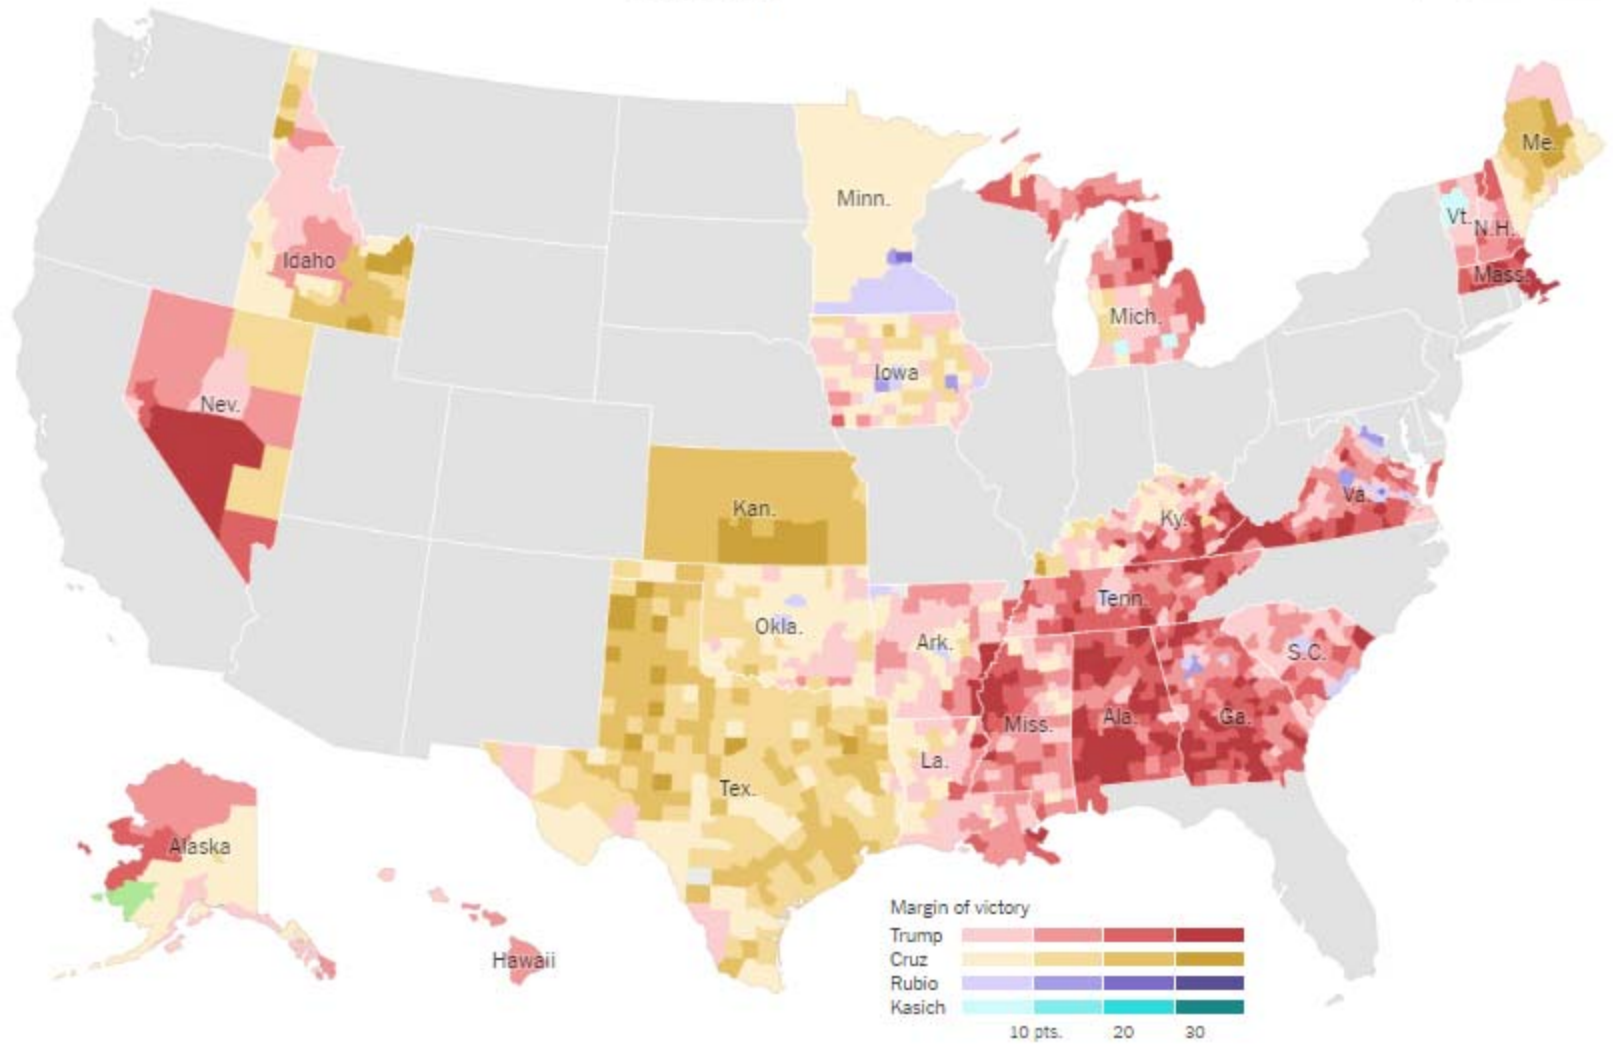 Me.
Minn.
Vt.
N.H.
Idaho
Mass.
Mich.
Iowa
Nev.
Va.
Kan.
Ky.
Tenn.
Okla.
Ark.
S.C.
Miss.
Ala.
Ga.
La.
Tex.
Alaska
Hawaii
Margin of victory
Trump
Cruz
Rubio
Kasich
10 pts. 20 30